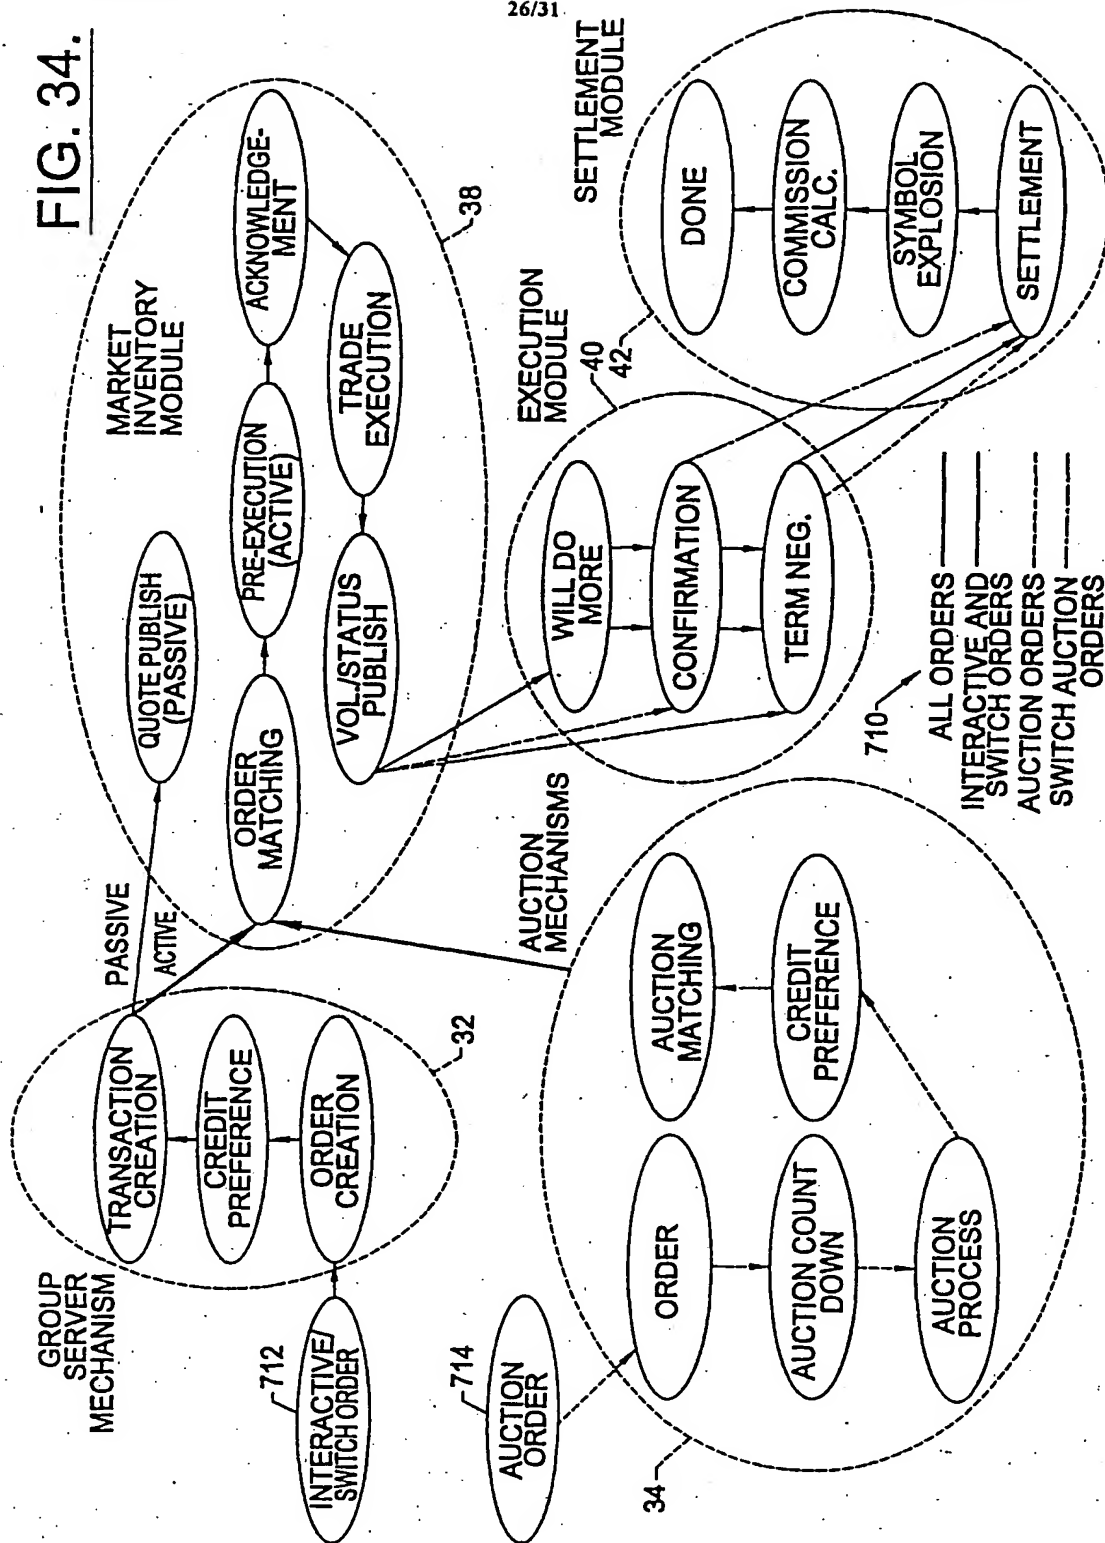 26/31
FIG. 34.
GROUP
SERVER
MECHANISM
TRANSACTION
CREATION
CREDIT
PREFERENCE
ORDER
CREATION
32
712
INTERACTIVE/
SWITCH ORDER
PASSIVE
ACTIVE
MARKET
INVENTORY
MODULE
QUOTE PUBLISH
(PASSIVE)
ORDER
MATCHING
PRE-EXECUTION
(ACTIVE)
ACKNOWLEDGE-
MENT
TRADE
EXECUTION
VOL./STATUS
PUBLISH
38
714
AUCTION
ORDER
AUCTION
MECHANISMS
ORDER
AUCTION COUNT
DOWN
AUCTION
PROCESS
CREDIT
PREFERENCE
AUCTION
MATCHING
34
EXECUTION
MODULE
40
WILL DO
MORE
CONFIRMATION
TERM NEG.
SETTLEMENT
MODULE
42
DONE
COMMISSION
CALC.
SYMBOL
EXPLOSION
SETTLEMENT
710
ALL ORDERS
INTERACTIVE AND
SWITCH ORDERS
AUCTION ORDERS
SWITCH AUCTION
ORDERS